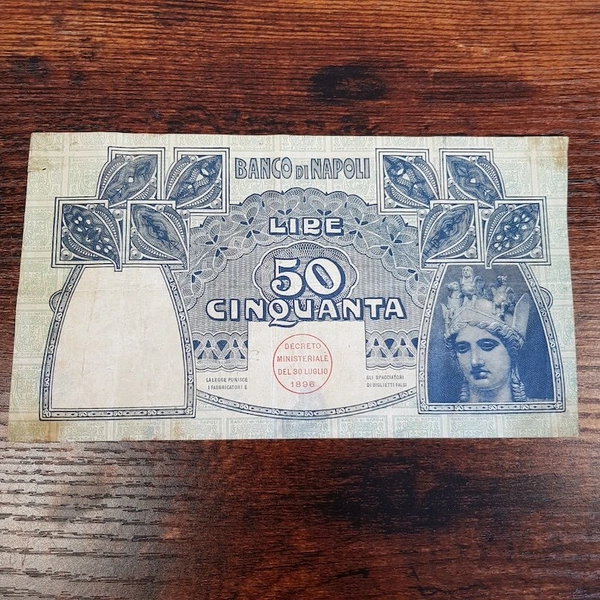 BANCO DI NAPOLI
LIRE
50
CINQUANTA
DECRETO
MINISTERIALE
DEL 30 LUGLIO
1896
LA LEGGE PUNISCE
I FABBRICATORI E
GLI SPACCIATORI
DI BIGLIETTI FALSI